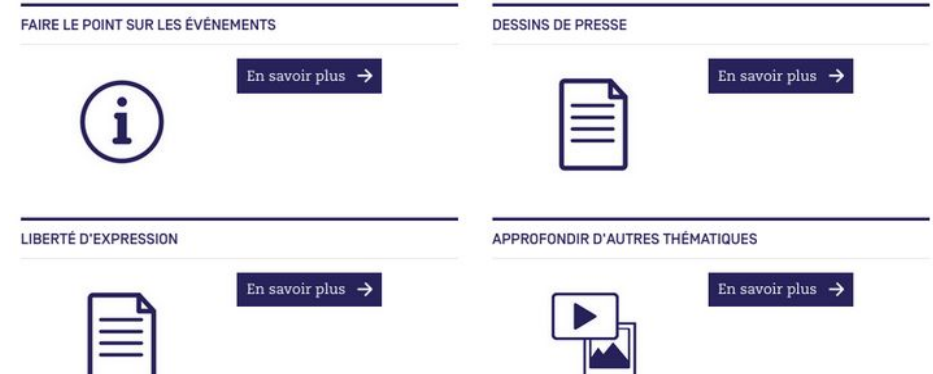 FAIRE LE POINT SUR LES ÉVÉNEMENTS
En savoir plus →
DESSINS DE PRESSE
En savoir plus →
LIBERTÉ D'EXPRESSION
En savoir plus →
APPROFONDIR D'AUTRES THÉMATIQUES
En savoir plus →